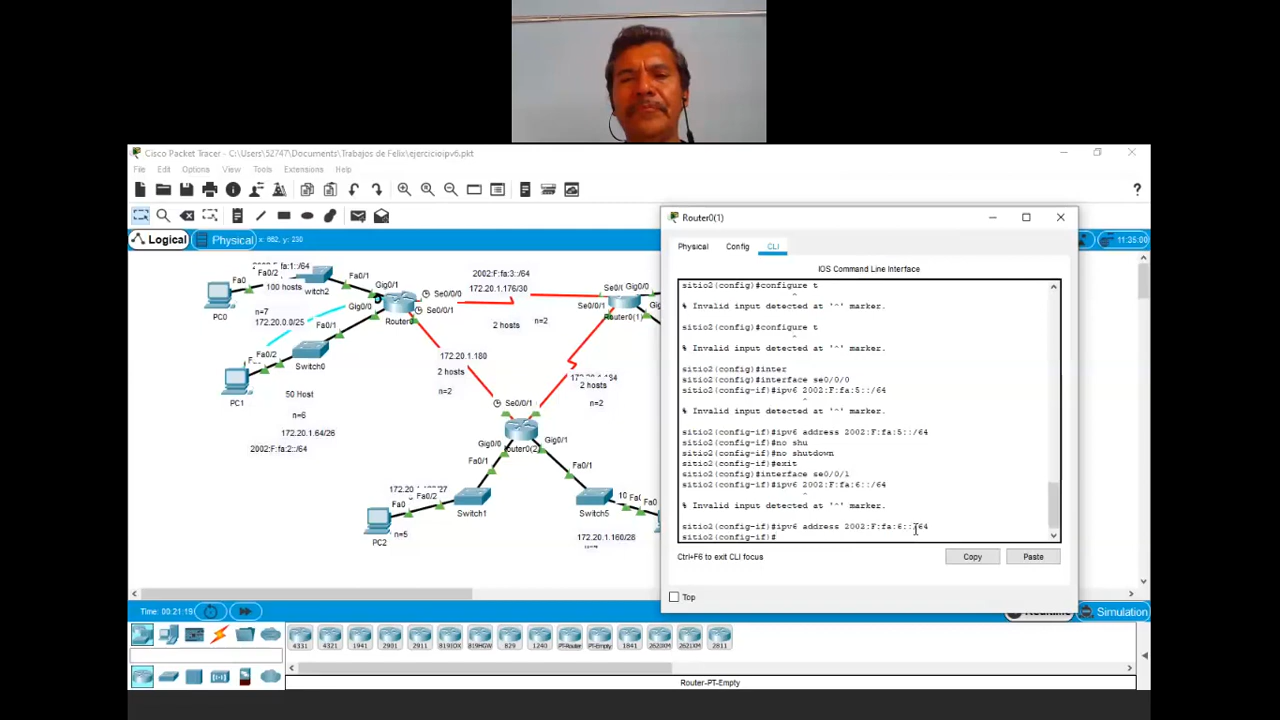 Cisco Packet Tracer - C:\Users\52747\Documents\Trabajos de Felix\ejercicioipv6.pkt
File Edit Options View Tools Extensions Help
Logical
Physical
x: 662, y: 230
11:35:00
2002:F:fa:1::/64
Fa0
Fa0/2
Fa0/1
100 hosts
witch2
PC0
n=7
172.20.0.0/25
Gig0/1
Gig0/0
Fa0/1
Router0
Se0/0/0
Se0/0/1
2002:F:fa:3::/64
172.20.1.176/30
2 hosts
n=2
Se0/0/1
Router0(1)
Fa0/2
Switch0
PC1
50 Host
n=6
172.20.1.64/26
2002:F:fa:2::/64
172.20.1.180
2 hosts
n=2
2 hosts
n=2
Se0/0/1
outer0(2)
Gig0/0
Gig0/1
Fa0/1
Fa0/1
Fa0
Fa0/2
Switch1
PC2
n=5
Switch5
172.20.1.160/28
Router0(1)
Physical
Config
CLI
IOS Command Line Interface
sitio2(config)#configure t
^
% Invalid input detected at '^' marker.
sitio2(config)#configure t
^
% Invalid input detected at '^' marker.
sitio2(config)#inter
sitio2(config)#interface se0/0/0
sitio2(config-if)#ipv6 2002:F:fa:5::/64
^
% Invalid input detected at '^' marker.
sitio2(config-if)#ipv6 address 2002:F:fa:5::/64
sitio2(config-if)#no shu
sitio2(config-if)#no shutdown
sitio2(config-if)#exit
sitio2(config)#interface se0/0/1
sitio2(config-if)#ipv6 2002:F:fa:6::/64
^
% Invalid input detected at '^' marker.
sitio2(config-if)#ipv6 address 2002:F:fa:6::/64
sitio2(config-if)#
Ctrl+F6 to exit CLI focus
Copy
Paste
Top
Time: 00:21:19
Simulation
4331 4321 1941 2901 2911 819IOX 819HGW 829 1240 PT-Router PT-Empty 1841 2620XM 2621XM 2811
Router-PT-Empty